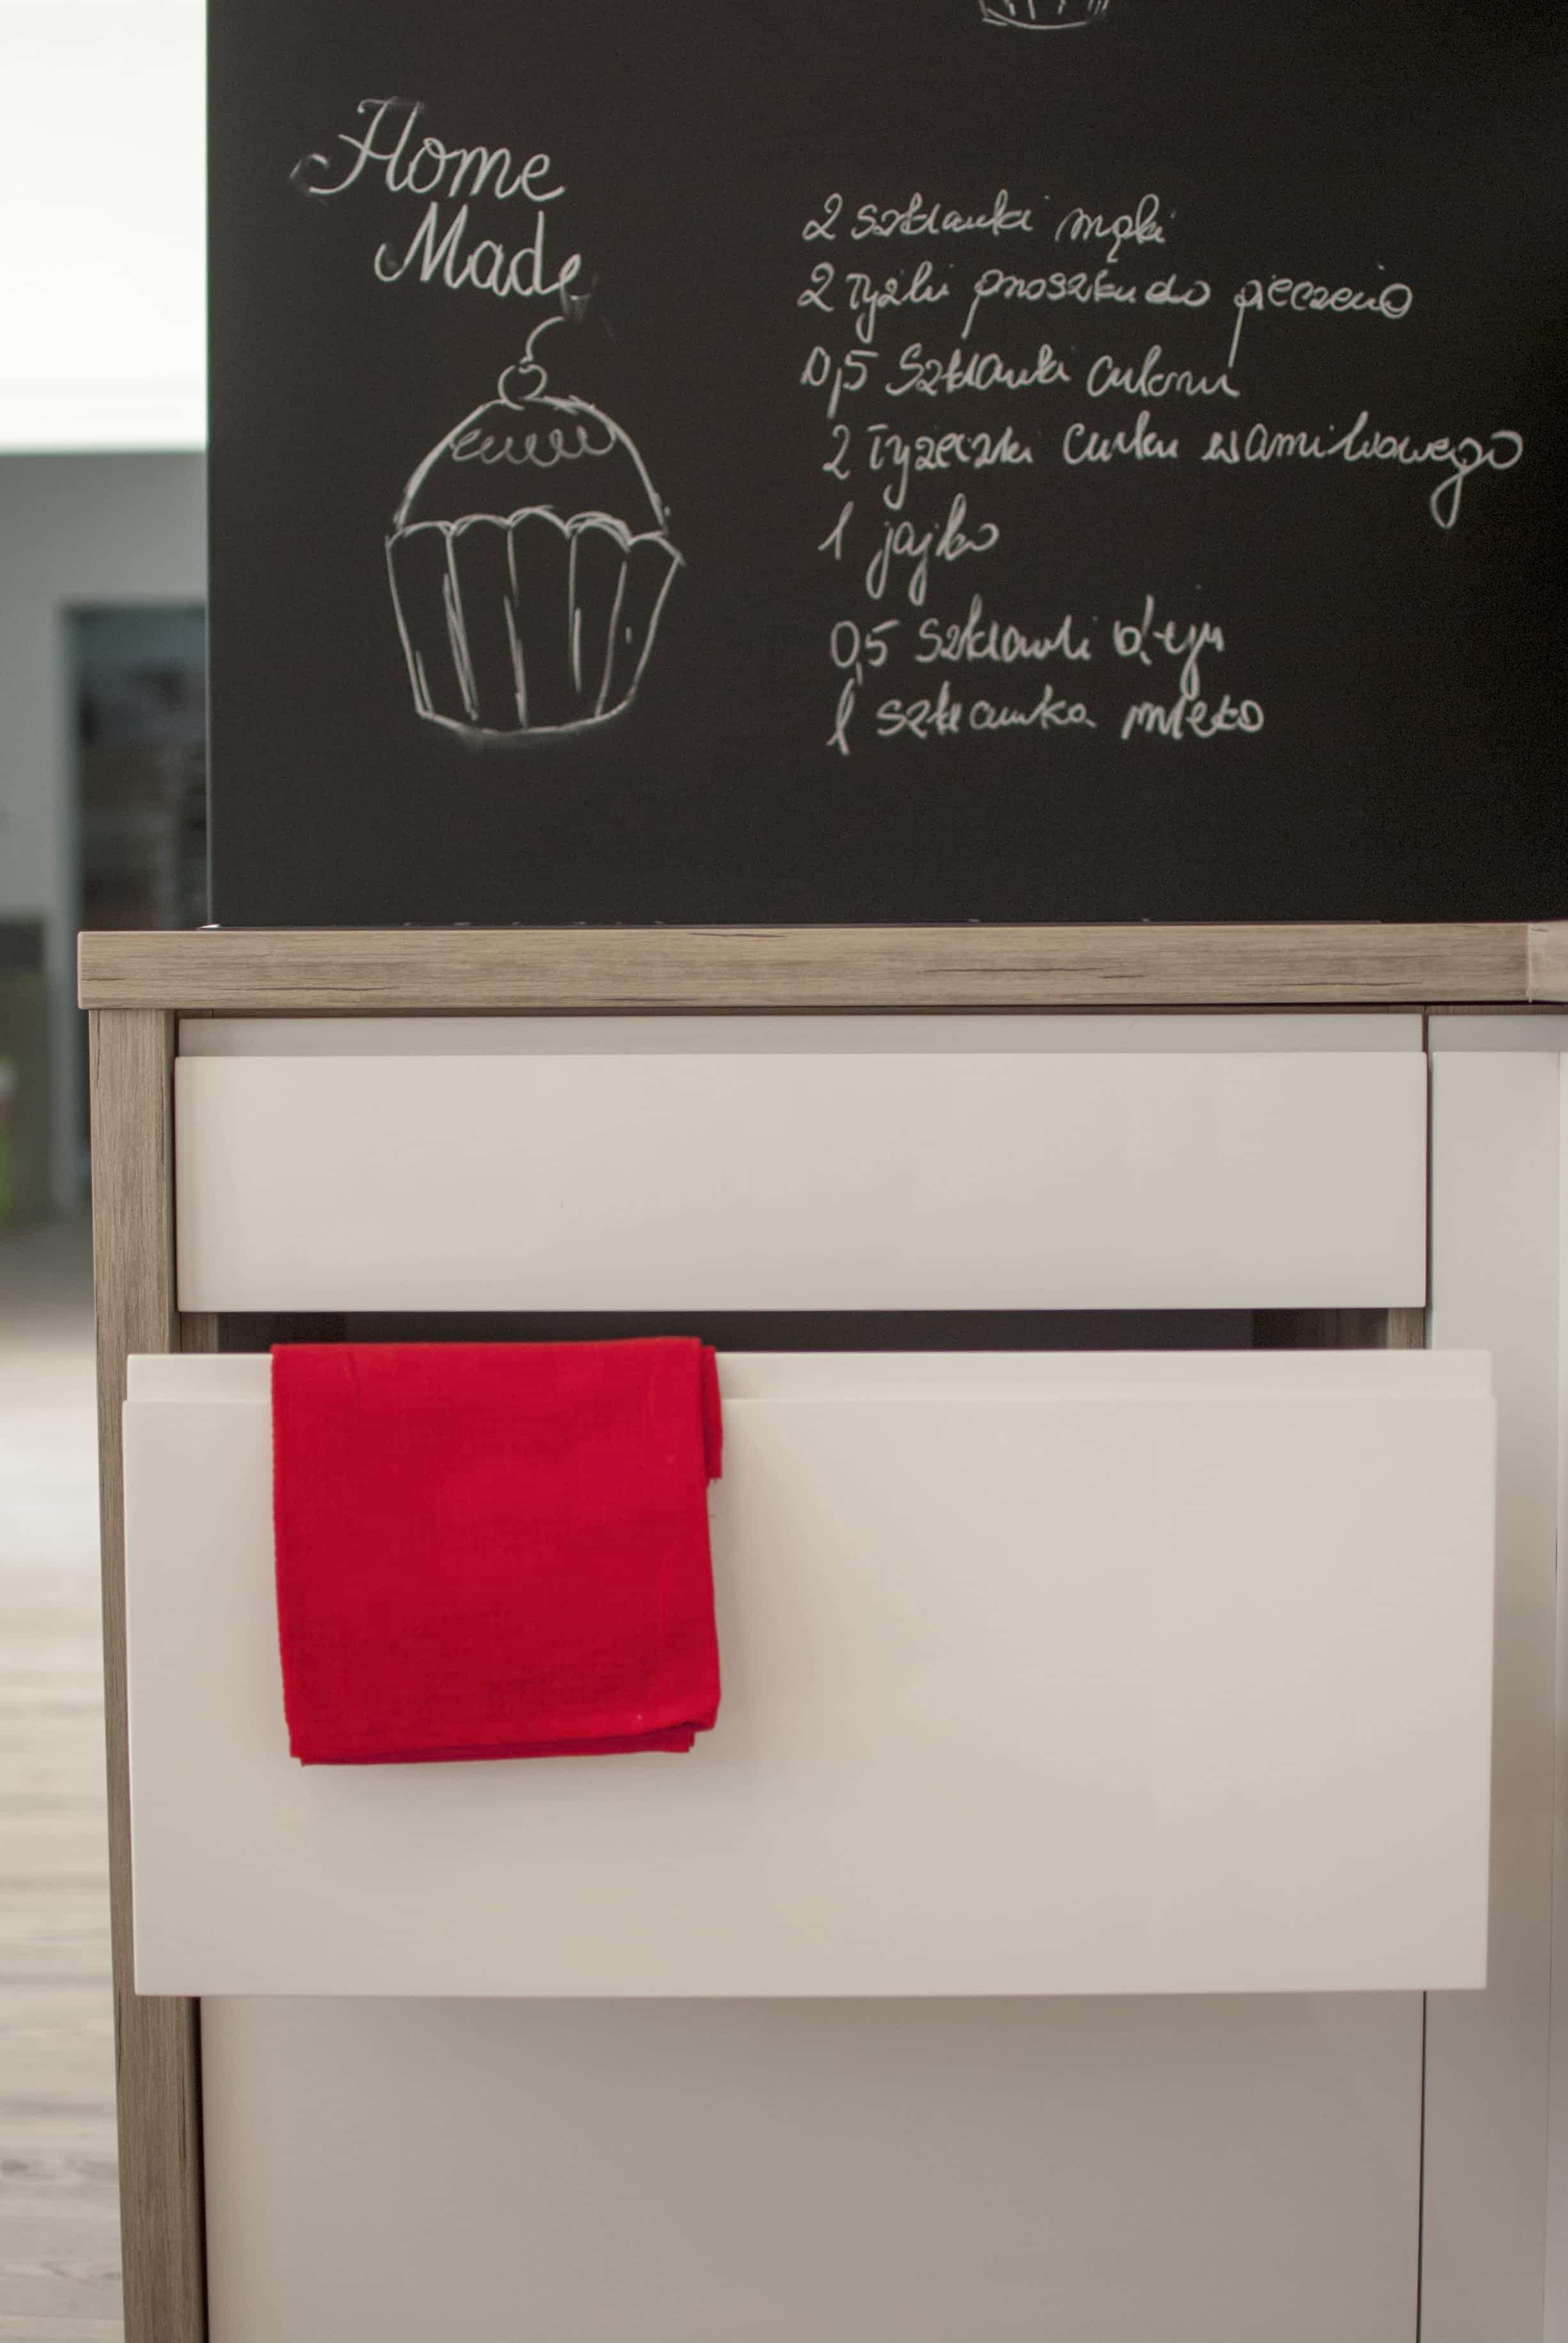 Home
Made
2 szklanki mąki
2 łyżki proszku do pieczenia
0,5 szklanki cukru
2 łyżeczki cukru waniliowego
1 jajko
0,5 szklanki oleju
1 szklanka mleka